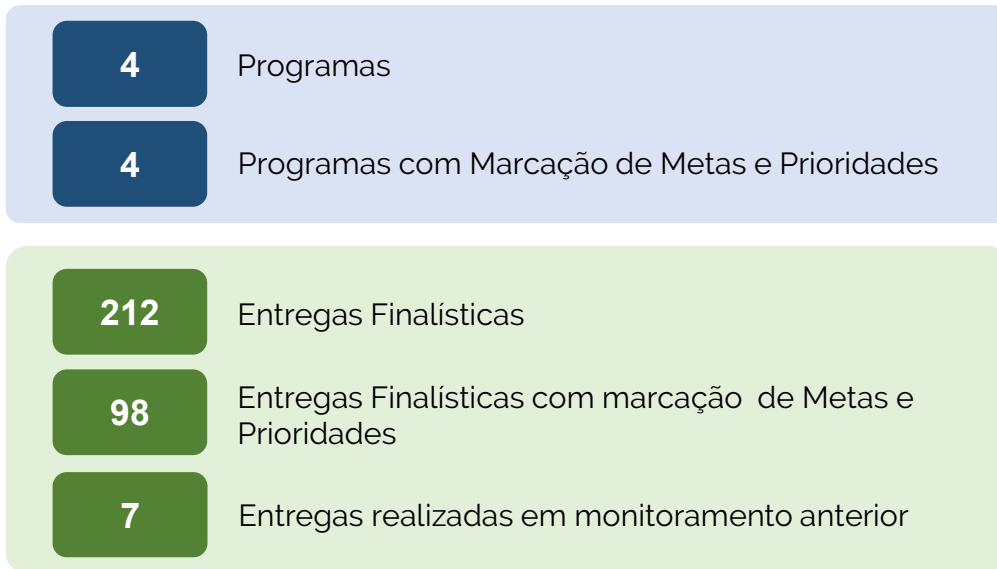 4
Programas
4
Programas com Marcação de Metas e Prioridades
212
Entregas Finalísticas
98
Entregas Finalísticas com marcação  de Metas e
Prioridades
7
Entregas realizadas em monitoramento anterior